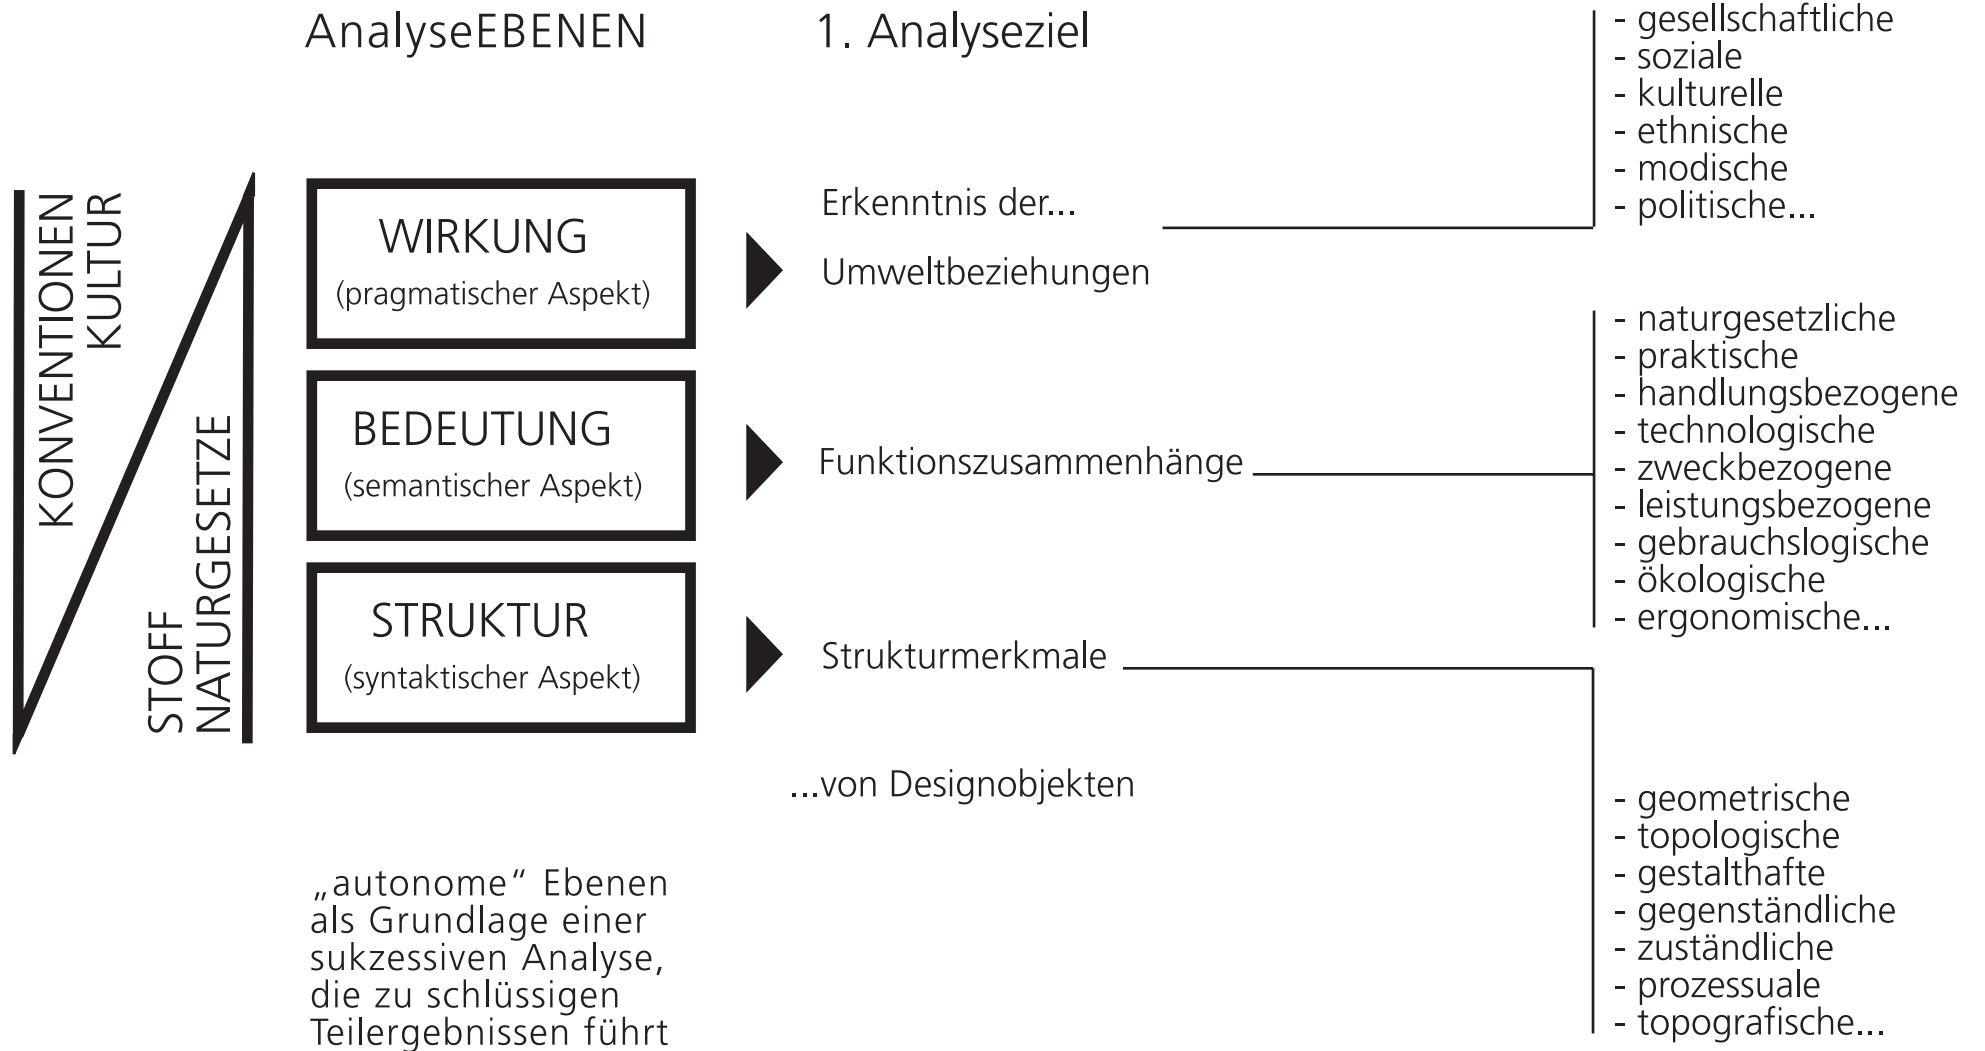 AnalyseEBENEN
1. Analyseziel
KONVENTIONEN
KULTUR
STOFF
NATURGESETZE
WIRKUNG
(pragmatischer Aspekt)
BEDEUTUNG
(semantischer Aspekt)
STRUKTUR
(syntaktischer Aspekt)
„autonome“ Ebenen
als Grundlage einer
sukzessiven Analyse,
die zu schlüssigen
Teilergebnissen führt
Erkenntnis der...
Umweltbeziehungen
Funktionszusammenhänge
Strukturmerkmale
...von Designobjekten
- gesellschaftliche
- soziale
- kulturelle
- ethnische
- modische
- politische...
- naturgesetzliche
- praktische
- handlungsbezogene
- technologische
- zweckbezogene
- leistungsbezogene
- gebrauchslogische
- ökologische
- ergonomische...
- geometrische
- topologische
- gestalthafte
- gegenständliche
- zuständliche
- prozessuale
- topografische...